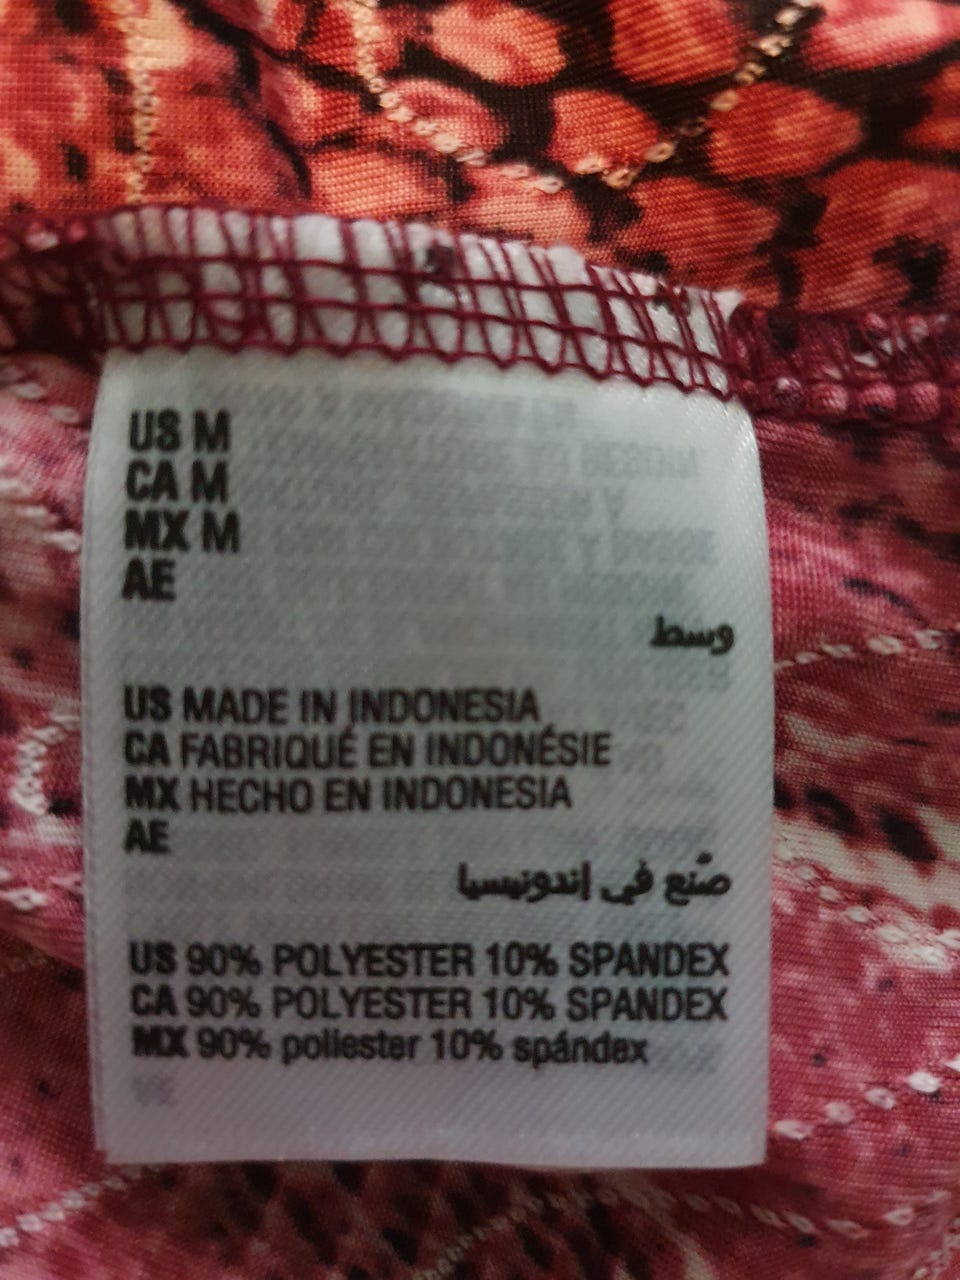 US M
CA M
MX M
AE
وسط
US MADE IN INDONESIA
CA FABRIQUÉ EN INDONÉSIE
MX HECHO EN INDONESIA
AE
صُنع في إندونيسيا
US 90% POLYESTER 10% SPANDEX
CA 90% POLYESTER 10% SPANDEX
MX 90% poliester 10% spándex